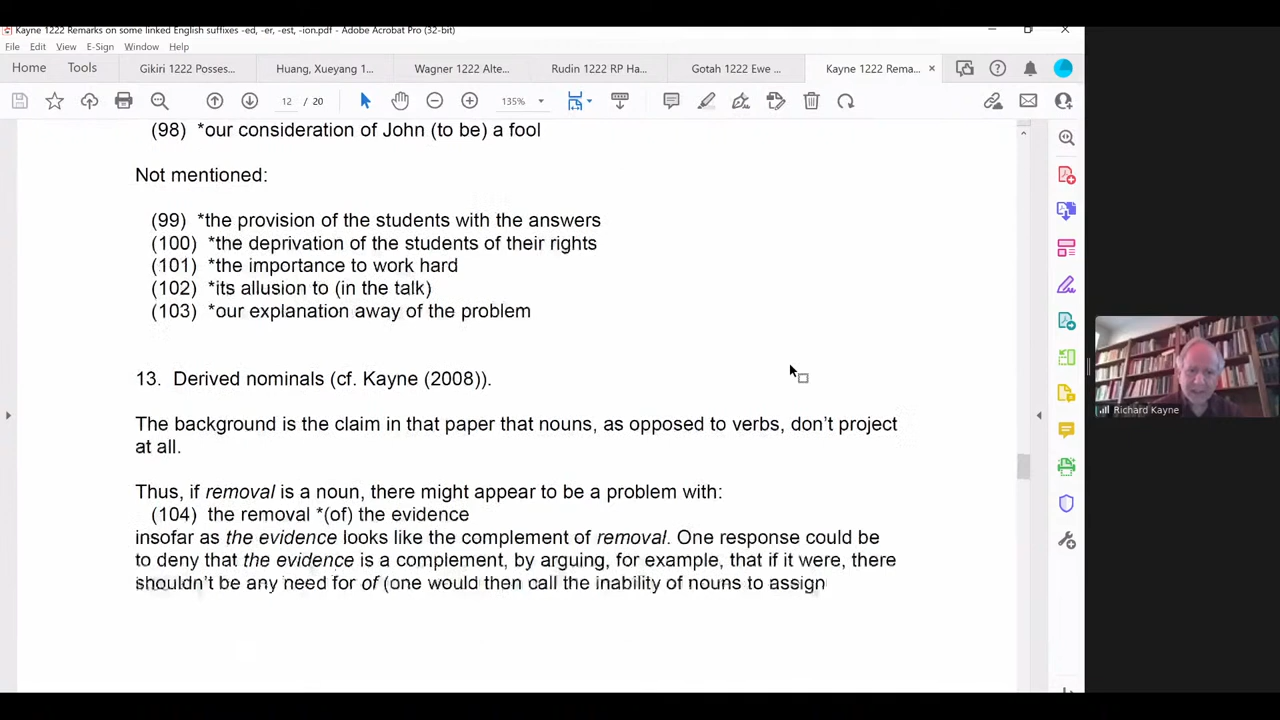 Kayne 1222 Remarks on some linked English suffixes -ed, -er, -est, -ion.pdf - Adobe Acrobat Pro (32-bit)
File Edit View E-Sign Window Help
Home Tools Gikiri 1222 Posses... Huang, Xueyang 1... Wagner 1222 Alte... Rudin 1222 RP Ha... Gotah 1222 Ewe ... Kayne 1222 Rema... ×
12 / 20 135%
(98) *our consideration of John (to be) a fool
Not mentioned:
(99) *the provision of the students with the answers
(100) *the deprivation of the students of their rights
(101) *the importance to work hard
(102) *its allusion to (in the talk)
(103) *our explanation away of the problem
13. Derived nominals (cf. Kayne (2008)).
The background is the claim in that paper that nouns, as opposed to verbs, don't project
at all.
Thus, if removal is a noun, there might appear to be a problem with:
(104) the removal *(of) the evidence
insofar as the evidence looks like the complement of removal. One response could be
to deny that the evidence is a complement, by arguing, for example, that if it were, there
shouldn't be any need for of (one would then call the inability of nouns to assign
Richard Kayne